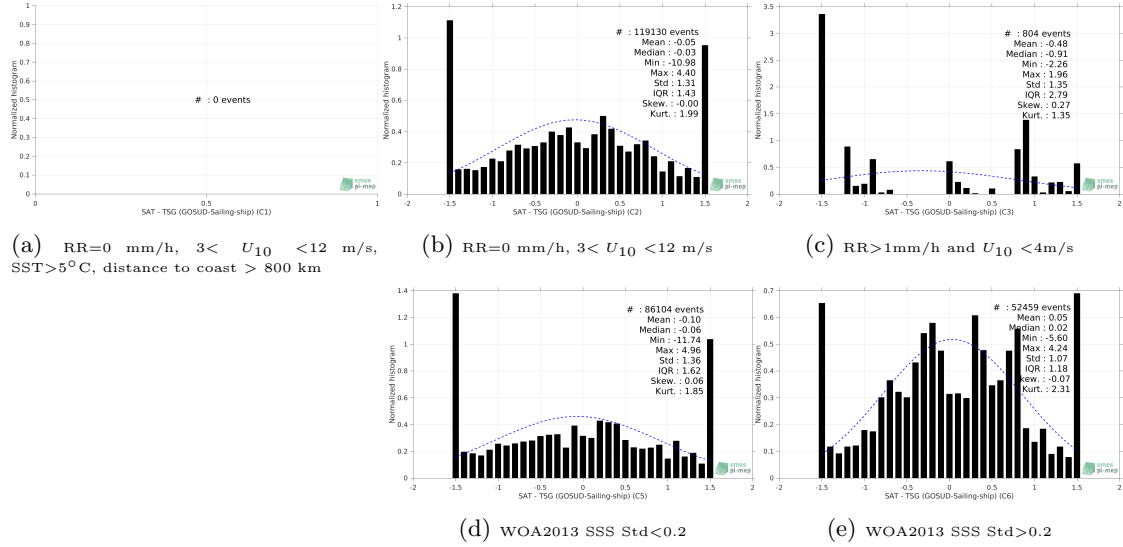 1
0.9
0.8
0.7
0.6
0.5
0.4
0.3
0.2
0.1
0
Normalized histogram
# : 0 events
smos
pi-mep
0 0.5 1
SAT - TSG (GOSUD-Sailing-ship) (C1)
(a) RR=0 mm/h, 3< U10 <12 m/s,
SST>5°C, distance to coast > 800 km
1.2
1
0.8
0.6
0.4
0.2
0
Normalized histogram
# : 119130 events
Mean : -0.05
Median : -0.03
Min : -10.98
Max : 4.40
Std : 1.31
IQR : 1.43
Skew. : -0.00
Kurt. : 1.99
smos
pi-mep
-2 -1.5 -1 -0.5 0 0.5 1 1.5 2
SAT - TSG (GOSUD-Sailing-ship) (C2)
(b) RR=0 mm/h, 3< U10 <12 m/s
3.5
3
2.5
2
1.5
1
0.5
0
Normalized histogram
# : 804 events
Mean : -0.48
Median : -0.91
Min : -2.26
Max : 1.96
Std : 1.35
IQR : 2.79
Skew. : 0.27
Kurt. : 1.35
smos
pi-mep
-2 -1.5 -1 -0.5 0 0.5 1 1.5 2
SAT - TSG (GOSUD-Sailing-ship) (C3)
(c) RR>1mm/h and U10 <4m/s
1.4
1.2
1
0.8
0.6
0.4
0.2
0
Normalized histogram
# : 86104 events
Mean : -0.10
Median : -0.06
Min : -11.74
Max : 4.96
Std : 1.36
IQR : 1.62
Skew. : 0.06
Kurt. : 1.85
smos
pi-mep
-2 -1.5 -1 -0.5 0 0.5 1 1.5 2
SAT - TSG (GOSUD-Sailing-ship) (C5)
(d) WOA2013 SSS Std<0.2
0.7
0.6
0.5
0.4
0.3
0.2
0.1
0
Normalized histogram
# : 52459 events
Mean : 0.05
Median : 0.02
Min : -5.60
Max : 4.24
Std : 1.07
IQR : 1.18
Skew. : -0.07
Kurt. : 2.31
smos
pi-mep
-2 -1.5 -1 -0.5 0 0.5 1 1.5 2
SAT - TSG (GOSUD-Sailing-ship) (C6)
(e) WOA2013 SSS Std>0.2